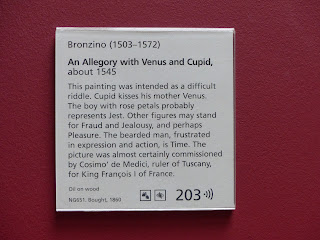 Bronzino (1503–1572)
An Allegory with Venus and Cupid,
about 1545
This painting was intended as a difficult
riddle. Cupid kisses his mother Venus.
The boy with rose petals probably
represents Jest. Other figures may stand
for Fraud and Jealousy, and perhaps
Pleasure. The bearded man, frustrated
in expression and action, is Time. The
picture was almost certainly commissioned
by Cosimo' de Medici, ruler of Tuscany,
for King François I of France.
Oil on wood
NG651. Bought, 1860
203